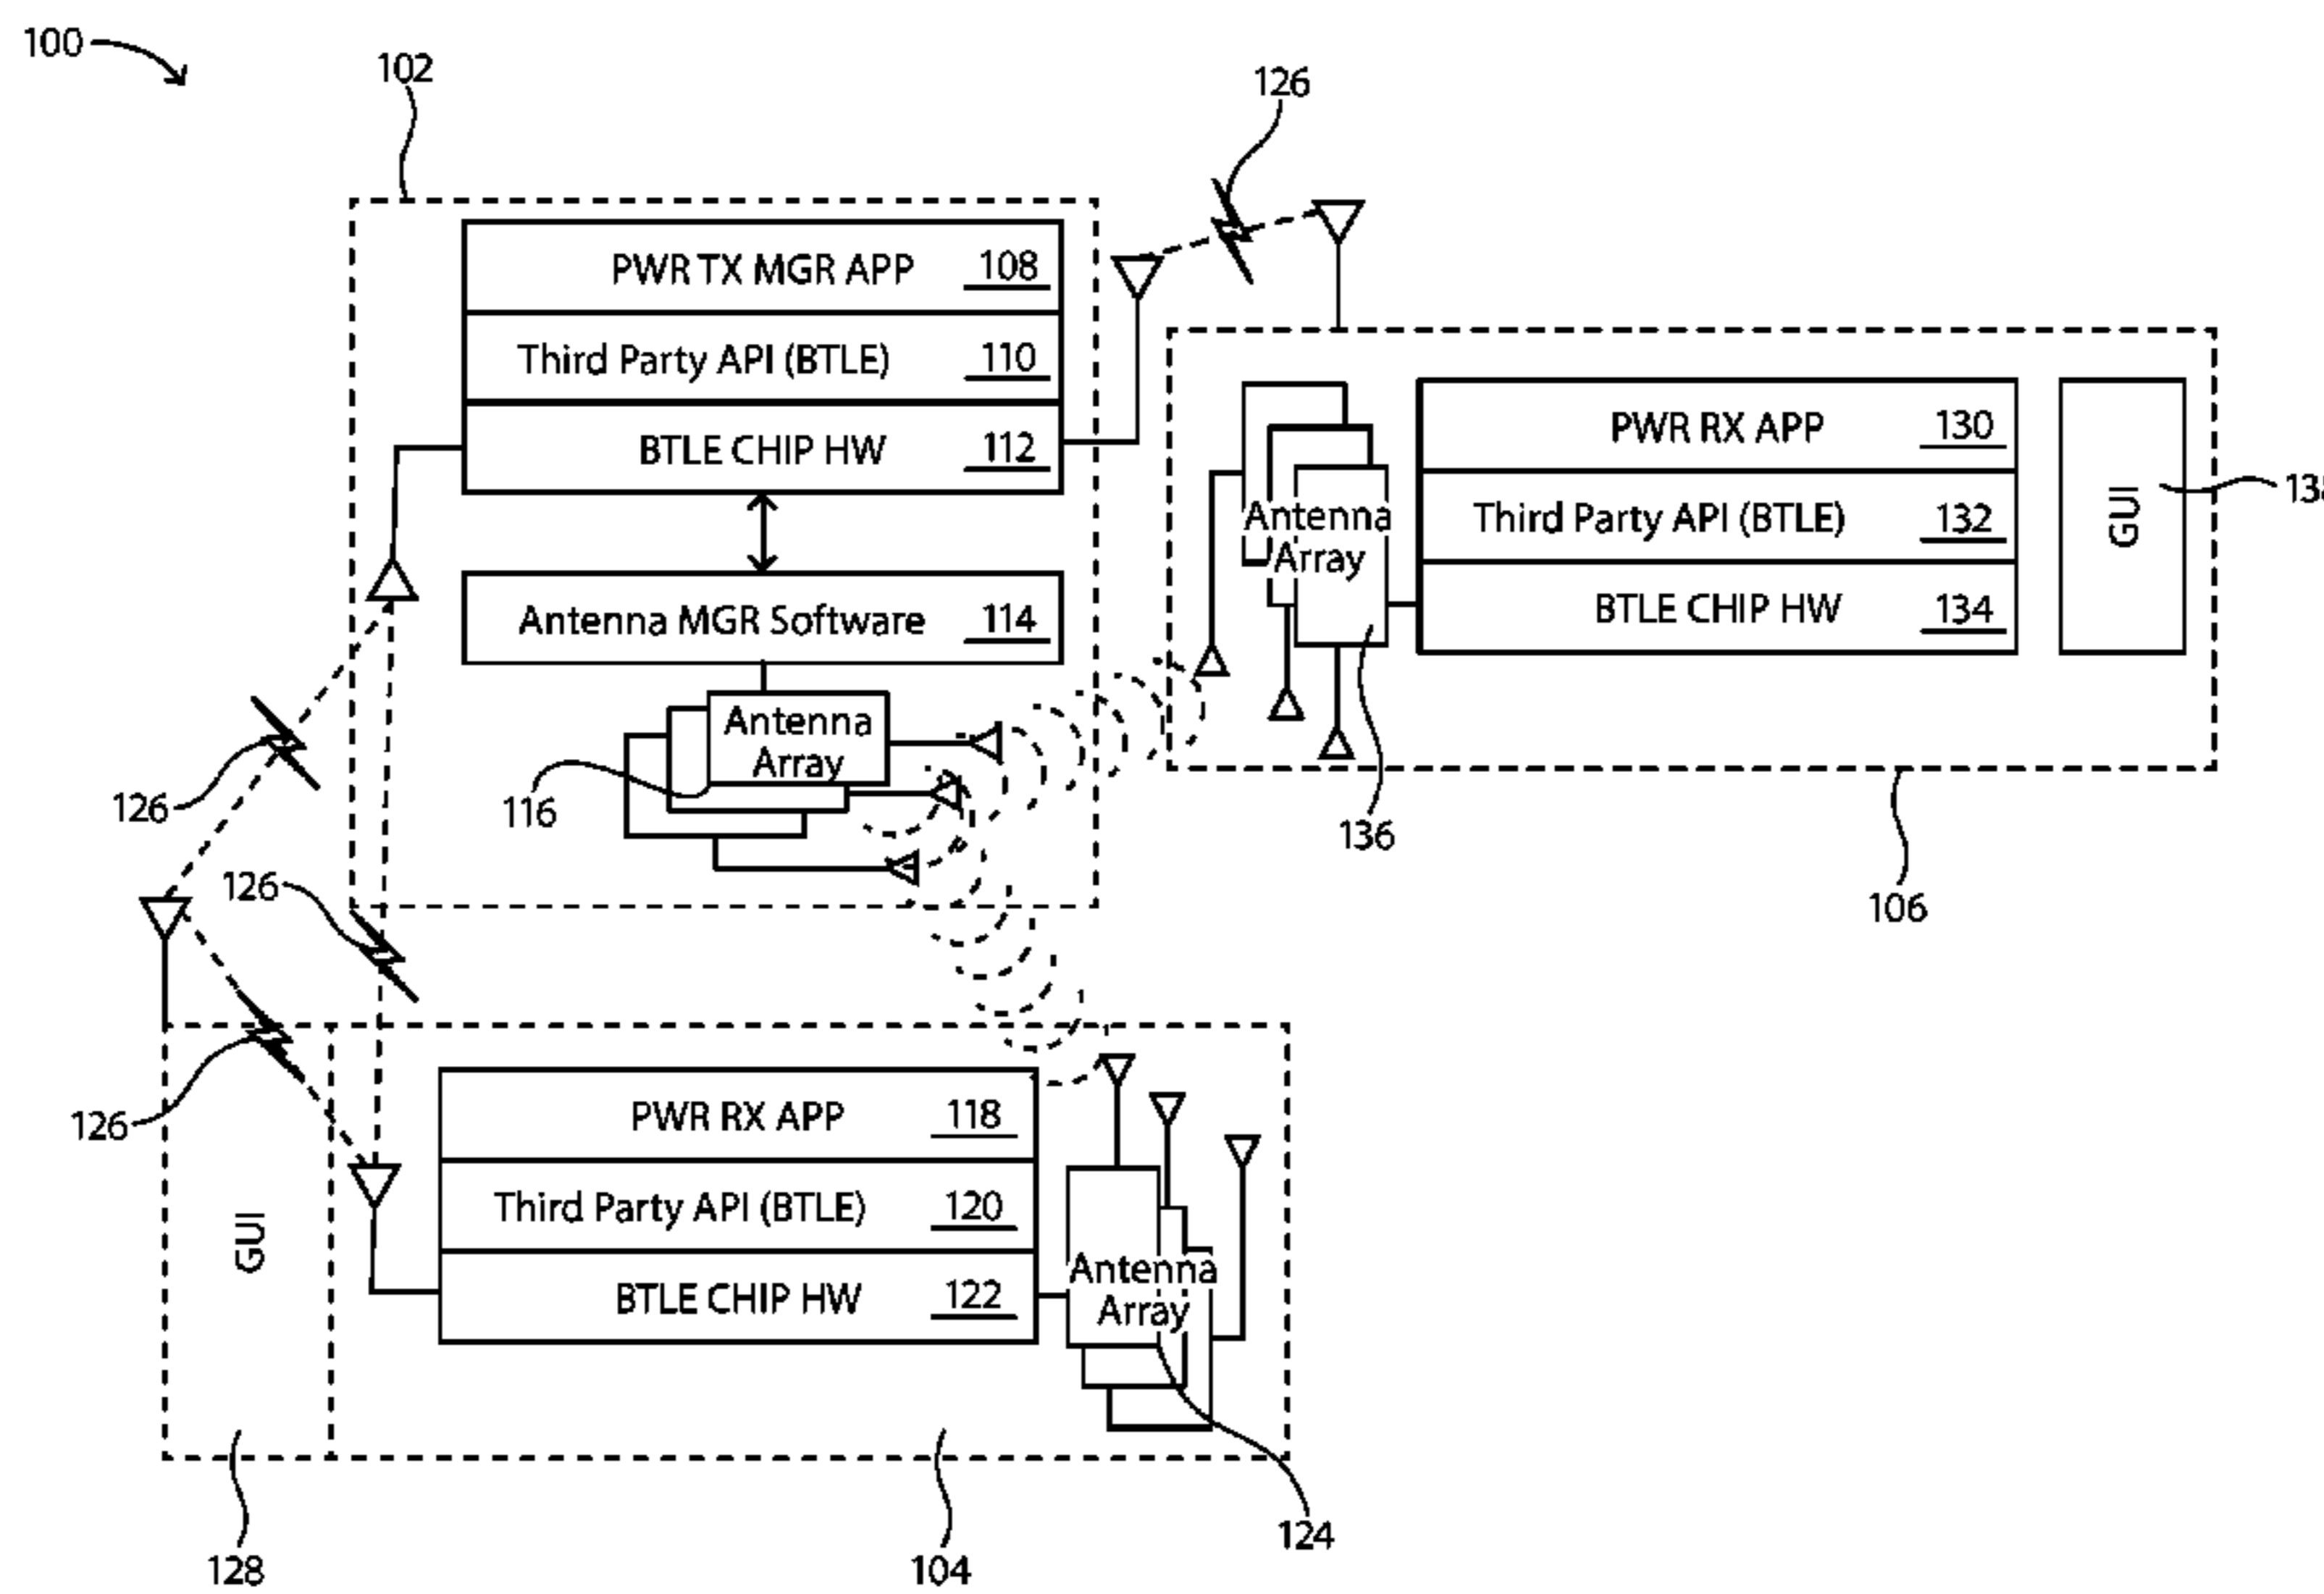 100
102
126
PWR TX MGR APP 108
Third Party API (BTLE) 110
BTLE CHIP HW 112
Antenna MGR Software 114
Antenna
Array
116
PWR RX APP 130
Third Party API (BTLE) 132
BTLE CHIP HW 134
GUI
Antenna
Array
136
106
126
126
126
PWR RX APP 118
Third Party API (BTLE) 120
BTLE CHIP HW 122
GUI
Antenna
Array
128
104
124